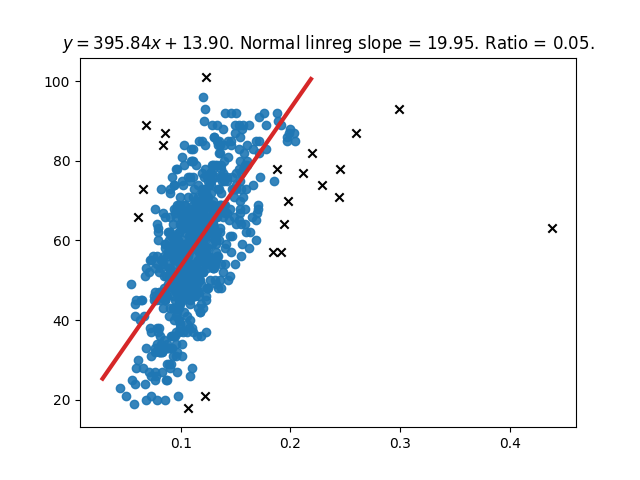 y = 395.84x + 13.90. Normal linreg slope = 19.95. Ratio = 0.05.
100
80
60
40
20
0.1 0.2 0.3 0.4